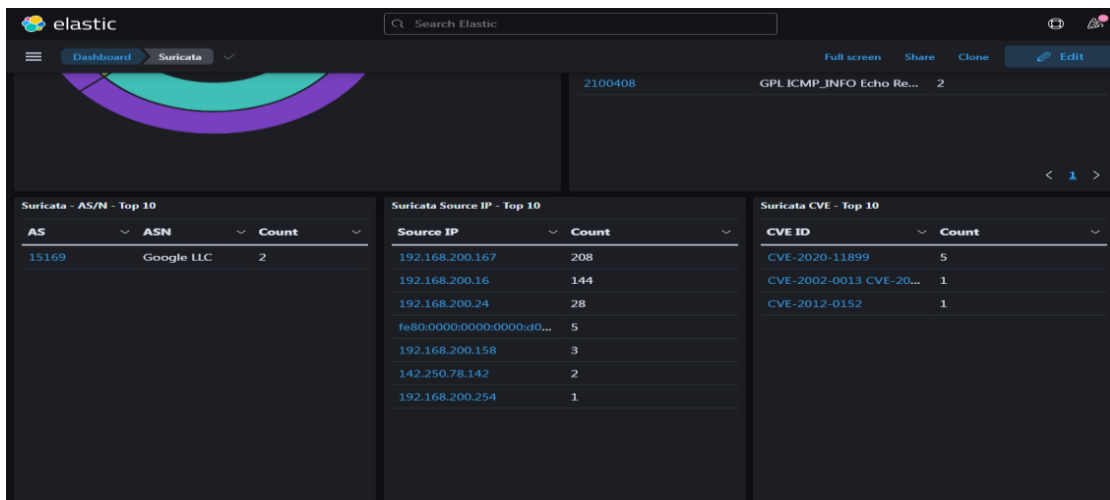 elastic
Search Elastic
Dashboard Suricata
Full screen Share Clone Edit
2100408 GPL ICMP_INFO Echo Re... 2
< 1 >
Suricata - AS/N - Top 10
AS ASN Count
15169 Google LLC 2
Suricata Source IP - Top 10
Source IP Count
192.168.200.167 208
192.168.200.16 144
192.168.200.24 28
fe80:0000:0000:0000:d0... 5
192.168.200.158 3
142.250.78.142 2
192.168.200.254 1
Suricata CVE - Top 10
CVE ID Count
CVE-2020-11899 5
CVE-2002-0013 CVE-20... 1
CVE-2012-0152 1